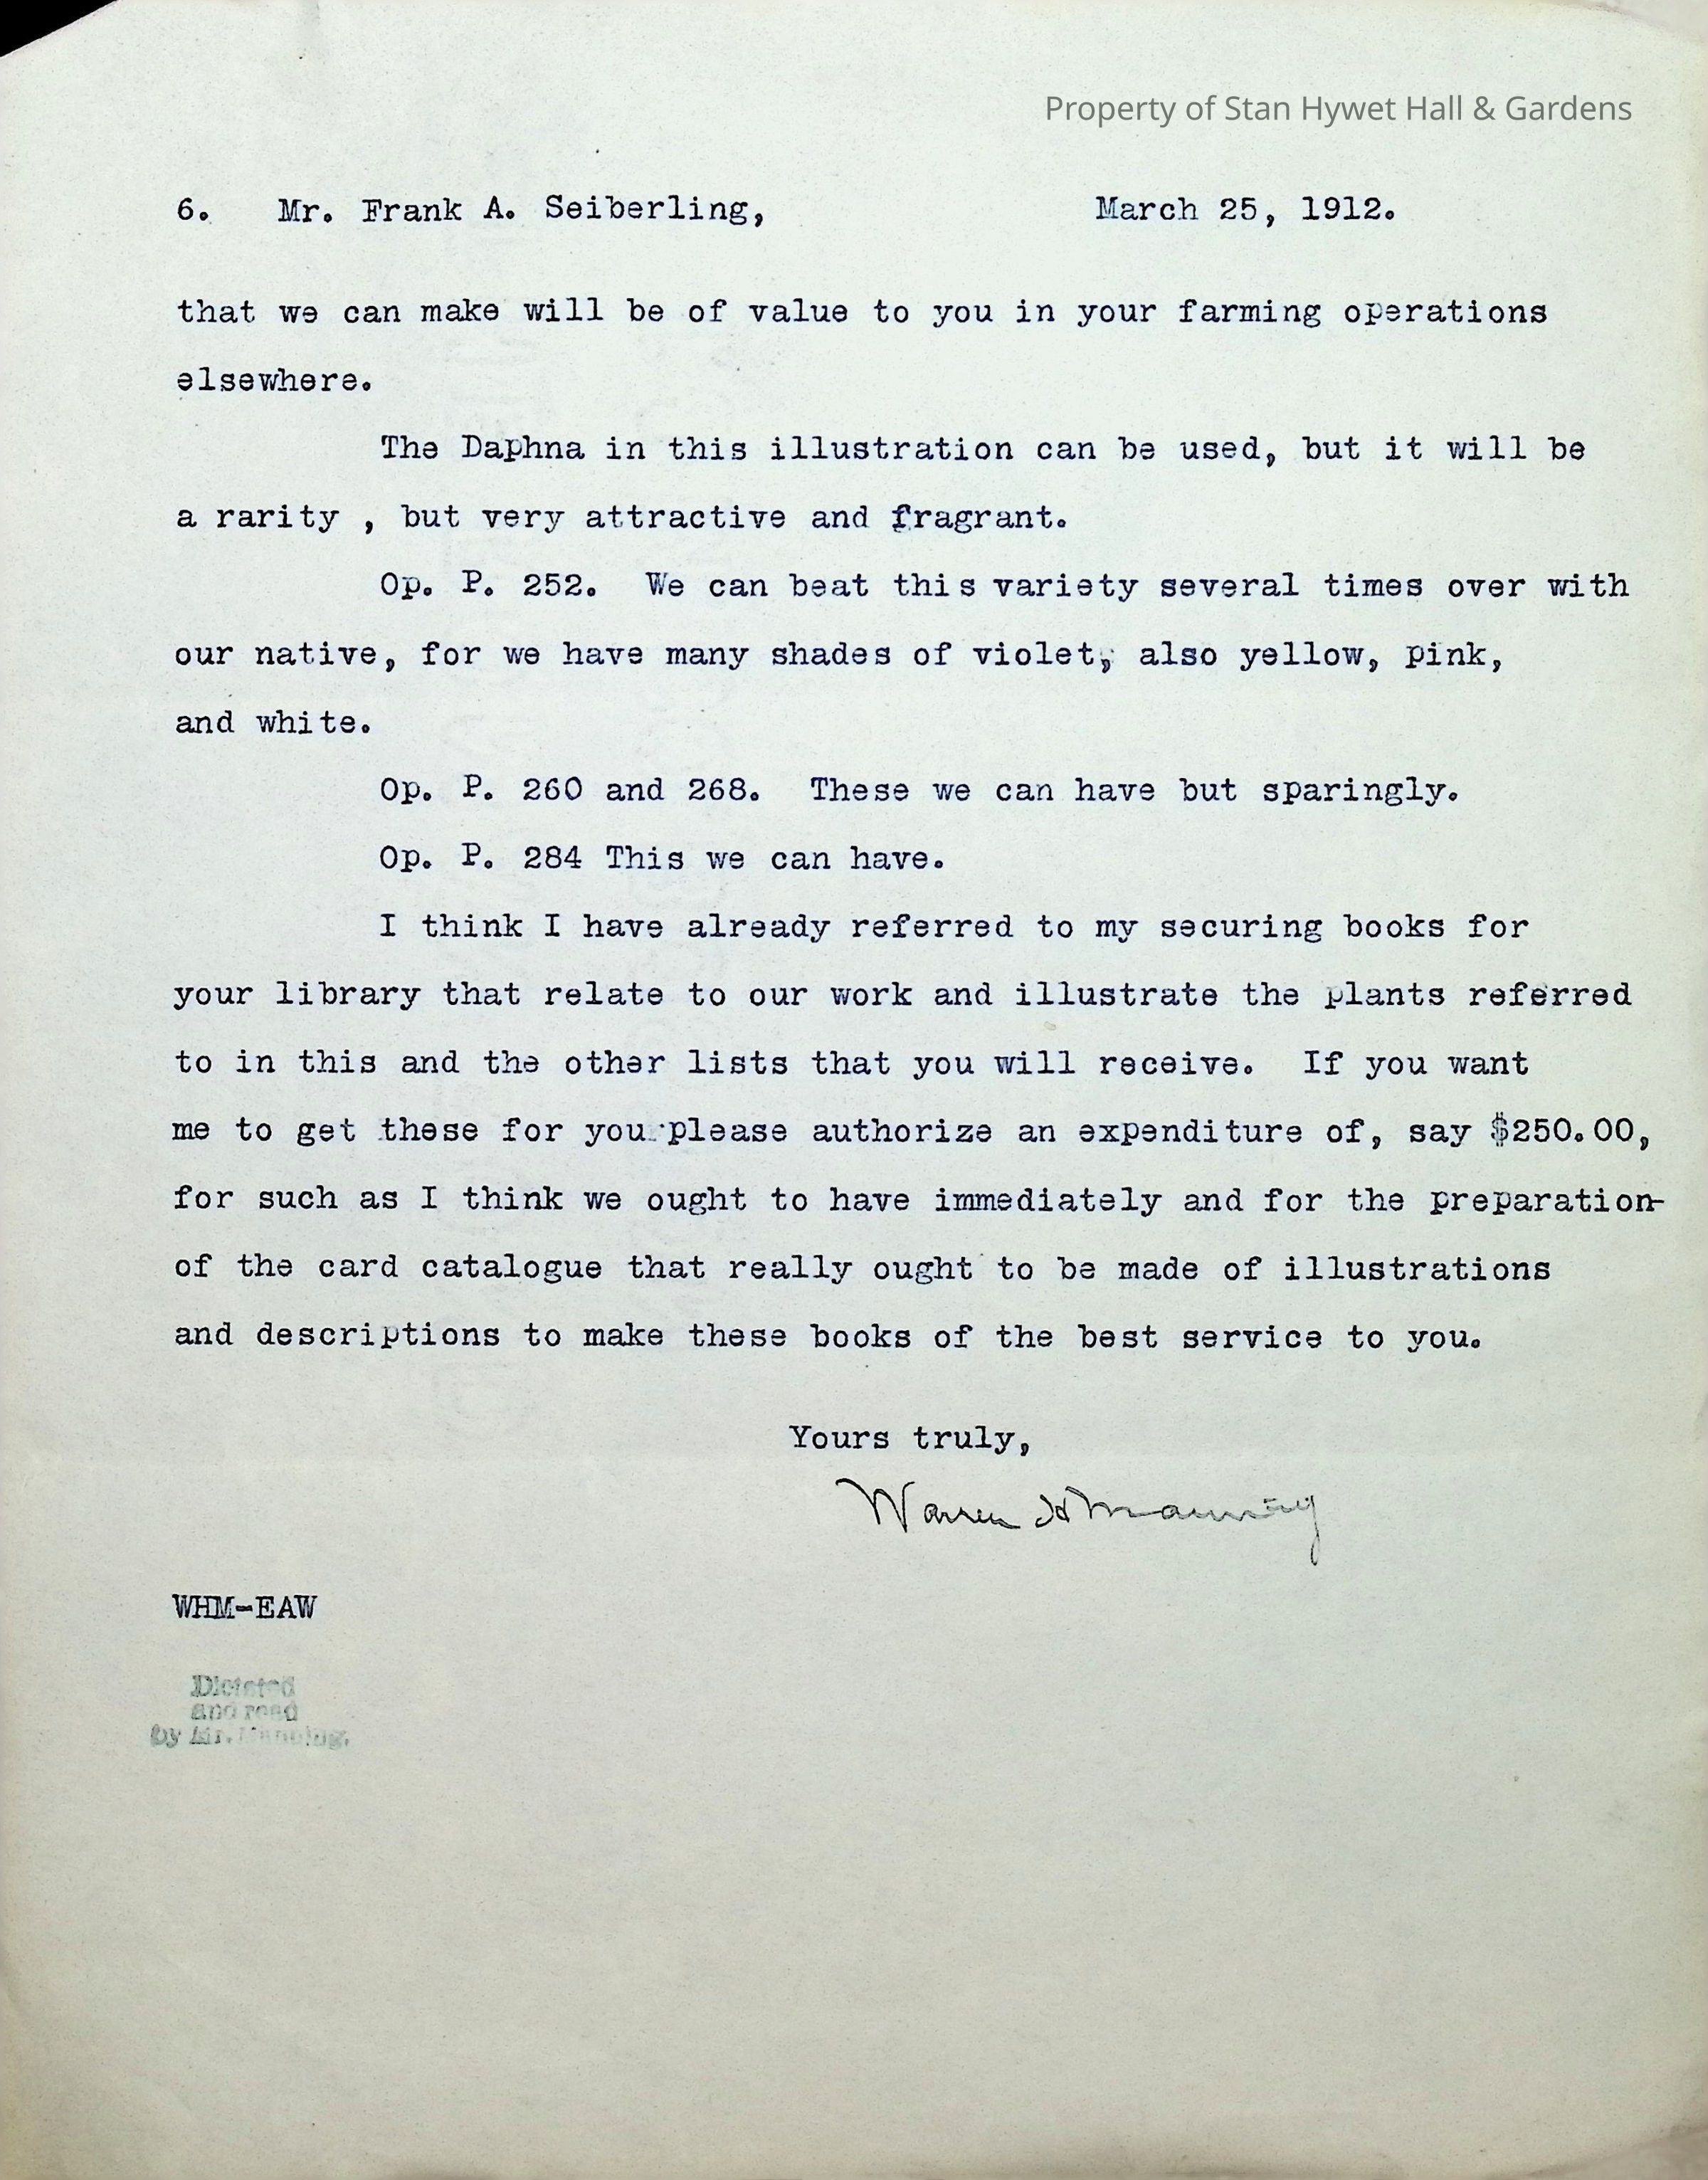 Property of Stan Hywet Hall & Gardens
6. Mr. Frank A. Seiberling, March 25, 1912.
that we can make will be of value to you in your farming operations
elsewhere.
The Daphna in this illustration can be used, but it will be
a rarity , but very attractive and fragrant.
Op. P. 252. We can beat this variety several times over with
our native, for we have many shades of violet, also yellow, pink,
and white.
Op. P. 260 and 268. These we can have but sparingly.
Op. P. 284 This we can have.
I think I have already referred to my securing books for
your library that relate to our work and illustrate the plants referred
to in this and the other lists that you will receive. If you want
me to get these for you please authorize an expenditure of, say $250.00,
for such as I think we ought to have immediately and for the preparation-
of the card catalogue that really ought to be made of illustrations
and descriptions to make these books of the best service to you.
Yours truly,
Warren H Manning
WHM-EAW
Dictated
and read
by Mr. Manning.